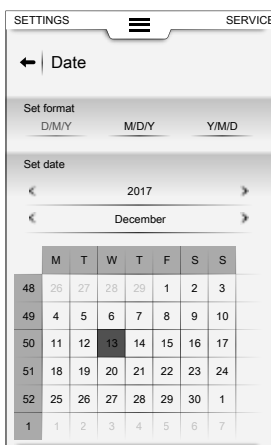 SETTINGS SERVICE
Date
Set format
D/M/Y M/D/Y Y/M/D
Set date
2017
December
M T W T F S S
48 26 27 28 29 1 2 3
49 4 5 6 7 8 9 10
50 11 12 13 14 15 16 17
51 18 19 20 21 22 23 24
52 25 26 27 28 29 30 1
1 1 2 3 4 5 6 7